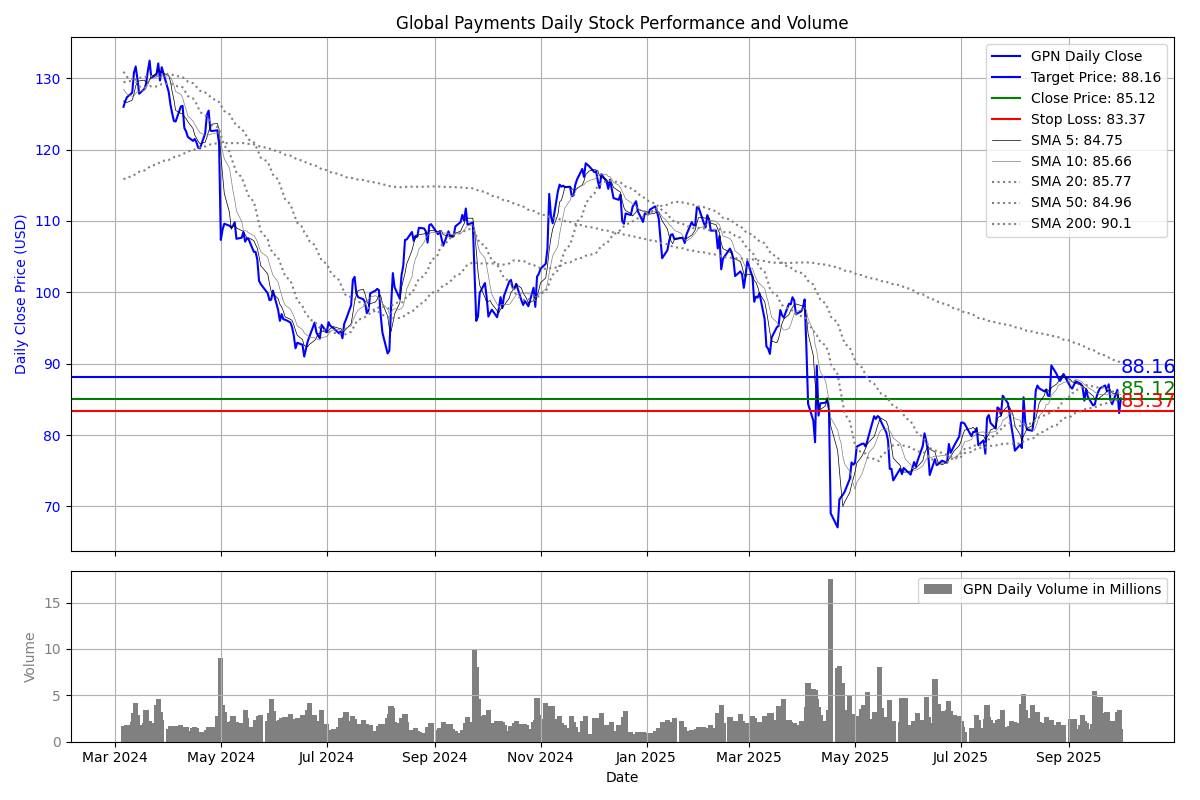 Global Payments Daily Stock Performance and Volume
GPN Daily Close
Target Price: 88.16
Close Price: 85.12
Stop Loss: 83.37
SMA 5: 84.75
SMA 10: 85.66
SMA 20: 85.77
SMA 50: 84.96
SMA 200: 90.1
Daily Close Price (USD)
130
120
110
100
90
80
70
88.16
85.12
83.37
GPN Daily Volume in Millions
Volume
15
10
5
0
Mar 2024 May 2024 Jul 2024 Sep 2024 Nov 2024 Jan 2025 Mar 2025 May 2025 Jul 2025 Sep 2025
Date